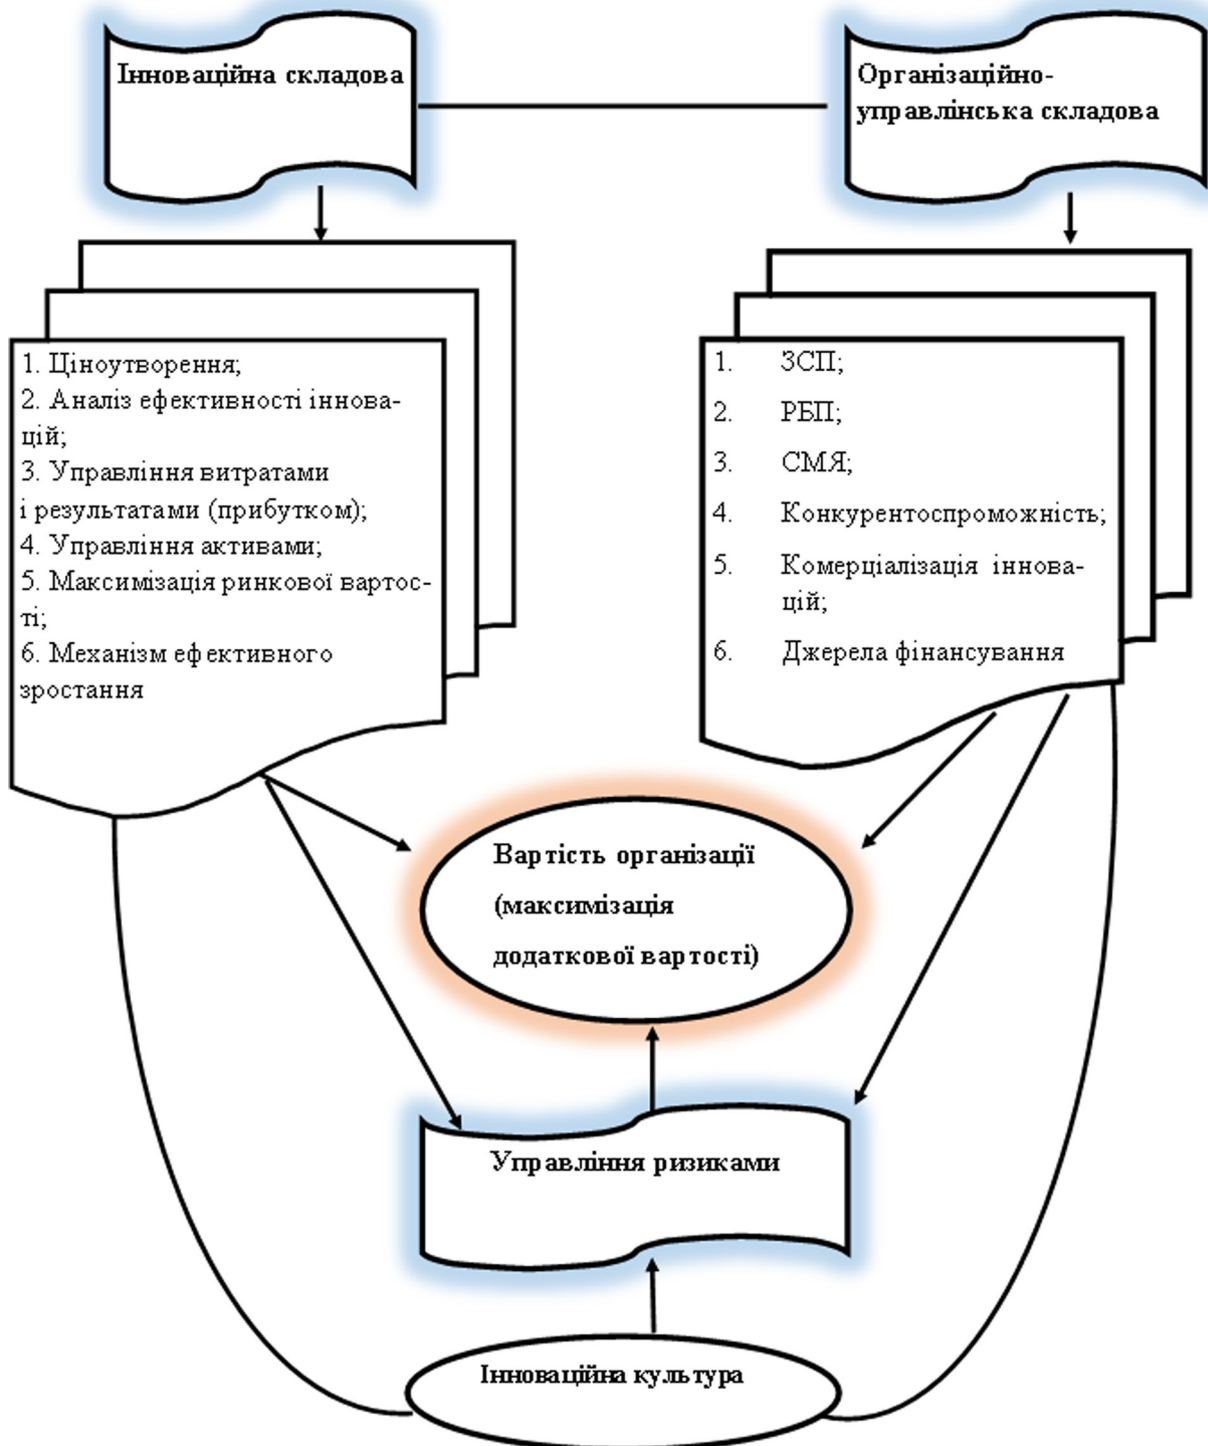 Інноваційна складова
Організаційно-
управлінська складова
1. Ціноутворення;
2. Аналіз ефективності іннова-
цій;
3. Управління витратами
і результатами (прибутком);
4. Управління активами;
5. Максимізація ринкової вартос-
ті;
6. Механізм ефективного
зростання
1. ЗСП;
2. РБП;
3. СМЯ;
4. Конкурентоспроможність;
5. Комерціалізація іннова-
цій;
6. Джерела фінансування
Вартість організації
(максимізація
додаткової вартості)
Управління ризиками
Інноваційна культура